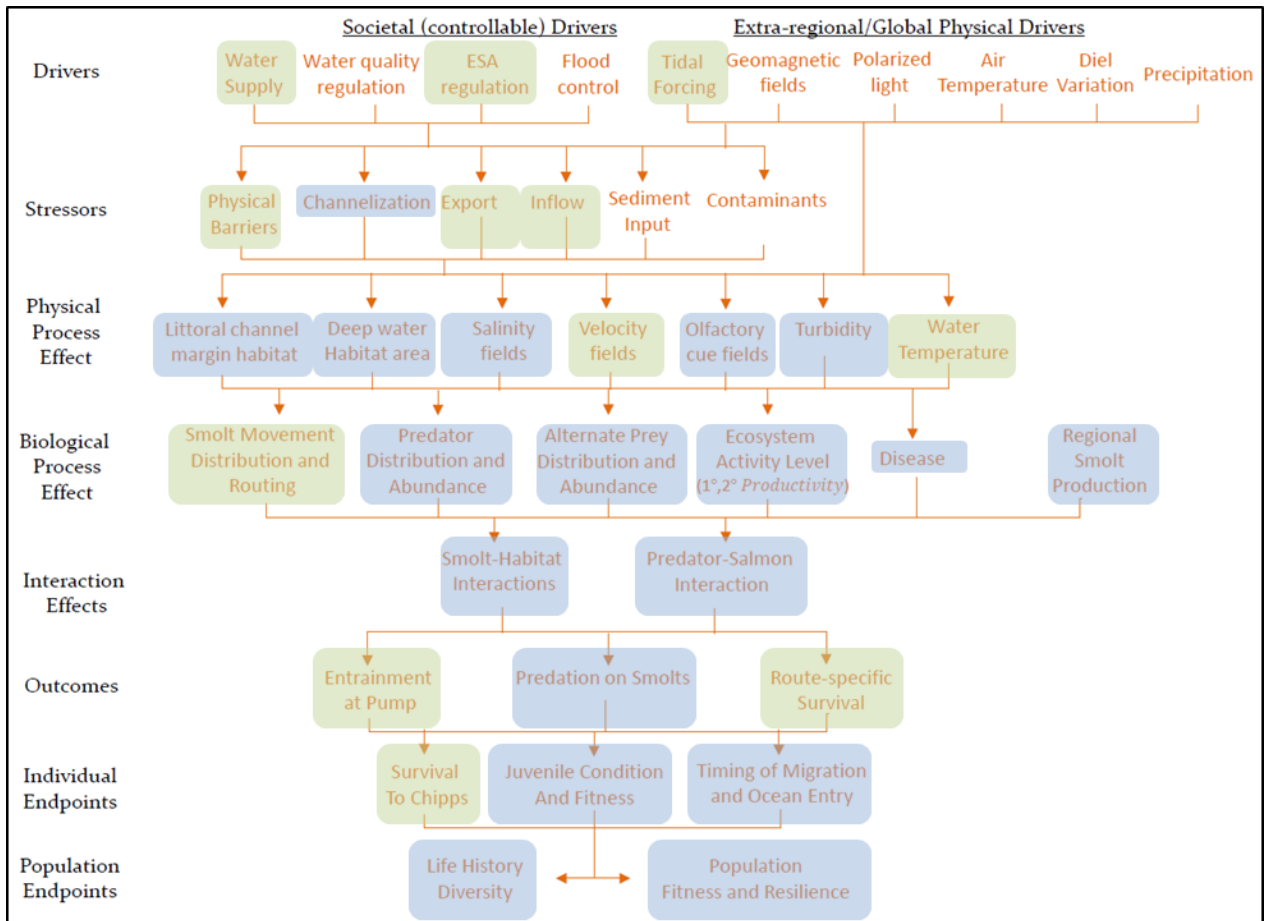 Societal (controllable) Drivers
Extra-regional/Global Physical Drivers
Drivers
Water
Supply
Water quality
regulation
ESA
regulation
Flood
control
Tidal
Forcing
Geomagnetic
fields
Polarized
light
Air
Temperature
Diel
Variation
Precipitation
Stressors
Physical
Barriers
Channelization
Export
Inflow
Sediment
Input
Contaminants
Physical
Process
Effect
Littoral channel
margin habitat
Deep water
Habitat area
Salinity
fields
Velocity
fields
Olfactory
cue fields
Turbidity
Water
Temperature
Biological
Process
Effect
Smolt Movement
Distribution and
Routing
Predator
Distribution and
Abundance
Alternate Prey
Distribution and
Abundance
Ecosystem
Activity Level
(1°,2° Productivity)
Disease
Regional
Smolt
Production
Interaction
Effects
Smolt-Habitat
Interactions
Predator-Salmon
Interaction
Outcomes
Entrainment
at Pump
Predation on Smolts
Route-specific
Survival
Individual
Endpoints
Survival
To Chipps
Juvenile Condition
And Fitness
Timing of Migration
and Ocean Entry
Population
Endpoints
Life History
Diversity
Population
Fitness and Resilience